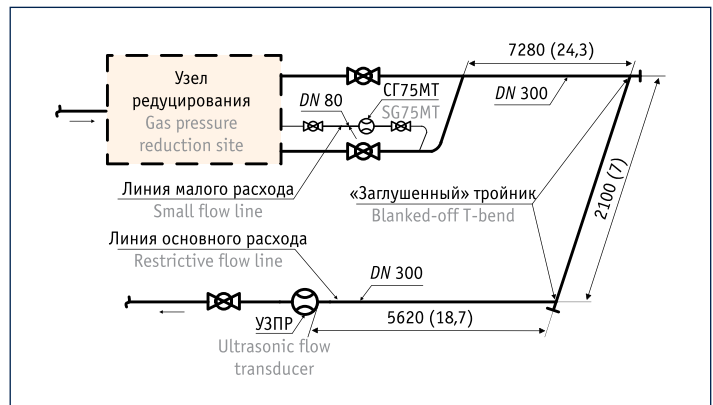 7280 (24,3)
Узел
редуцирования
Gas pressure
reduction site
DN 80
СГ75МТ
SG75MT
DN 300
Линия малого расхода
Small flow line
«Заглушенный» тройник
Blanked-off T-bend
2100 (7)
Линия основного расхода
Restrictive flow line
DN 300
УЗПР
5620 (18,7)
Ultrasonic flow
transducer